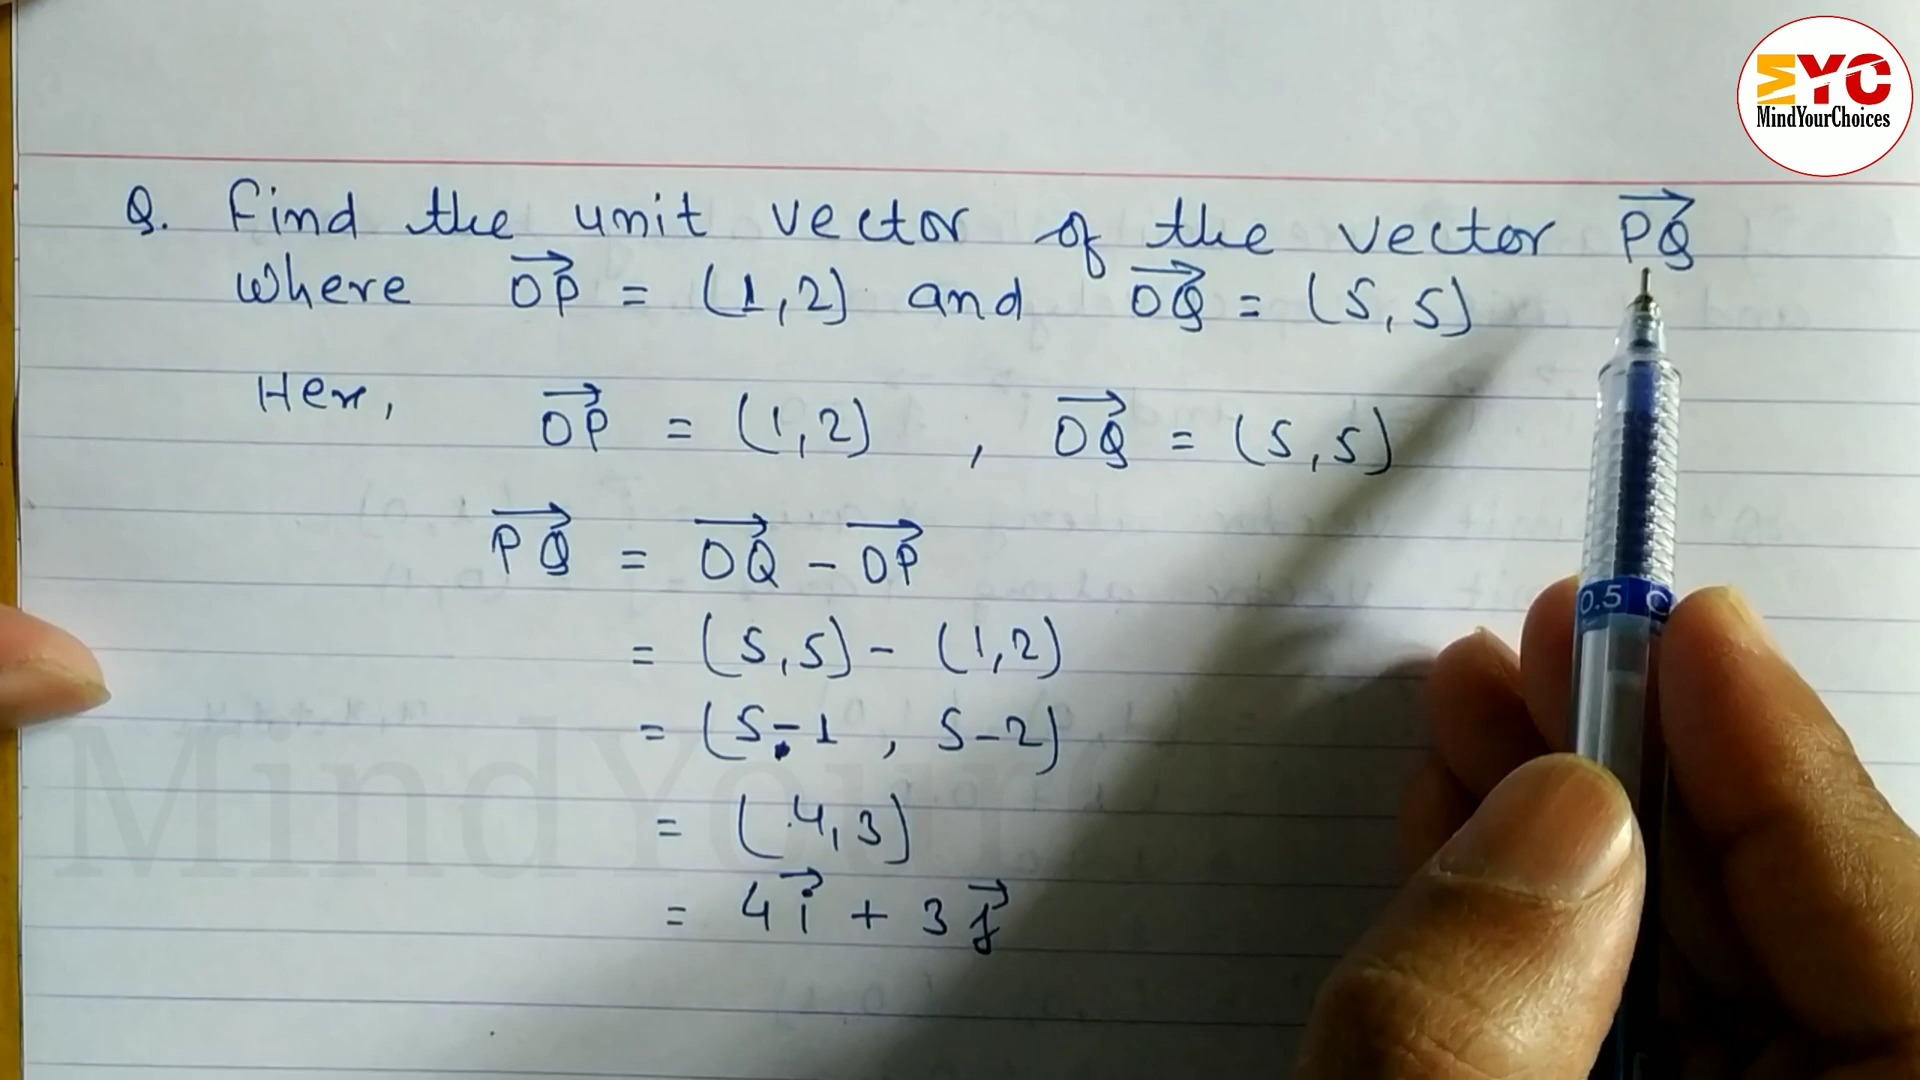 MYC
MindYourChoices
Q. Find the unit vector of the vector PQ→
where OP→ = (1,2) and OQ→ = (5,5)
Here, OP→ = (1,2) , OQ→ = (5,5)
PQ→ = OQ→ - OP→
= (5,5) - (1,2)
= (5-1 , 5-2)
= (4,3)
= 4i→ + 3j→
0.5